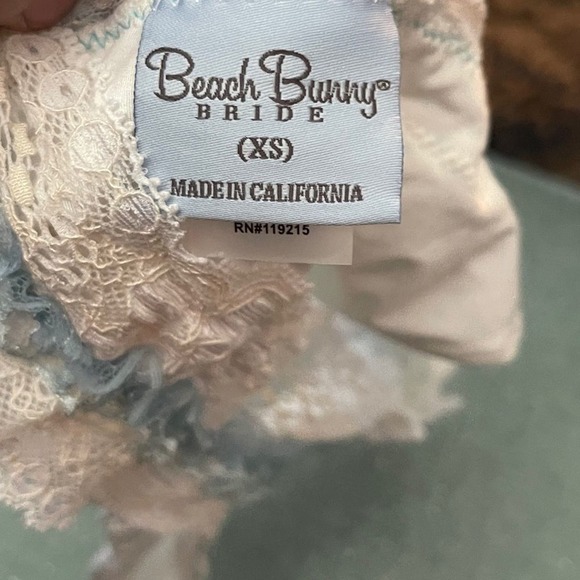 Beach Bunny®
BRIDE
(XS)
MADE IN CALIFORNIA
RN#119215